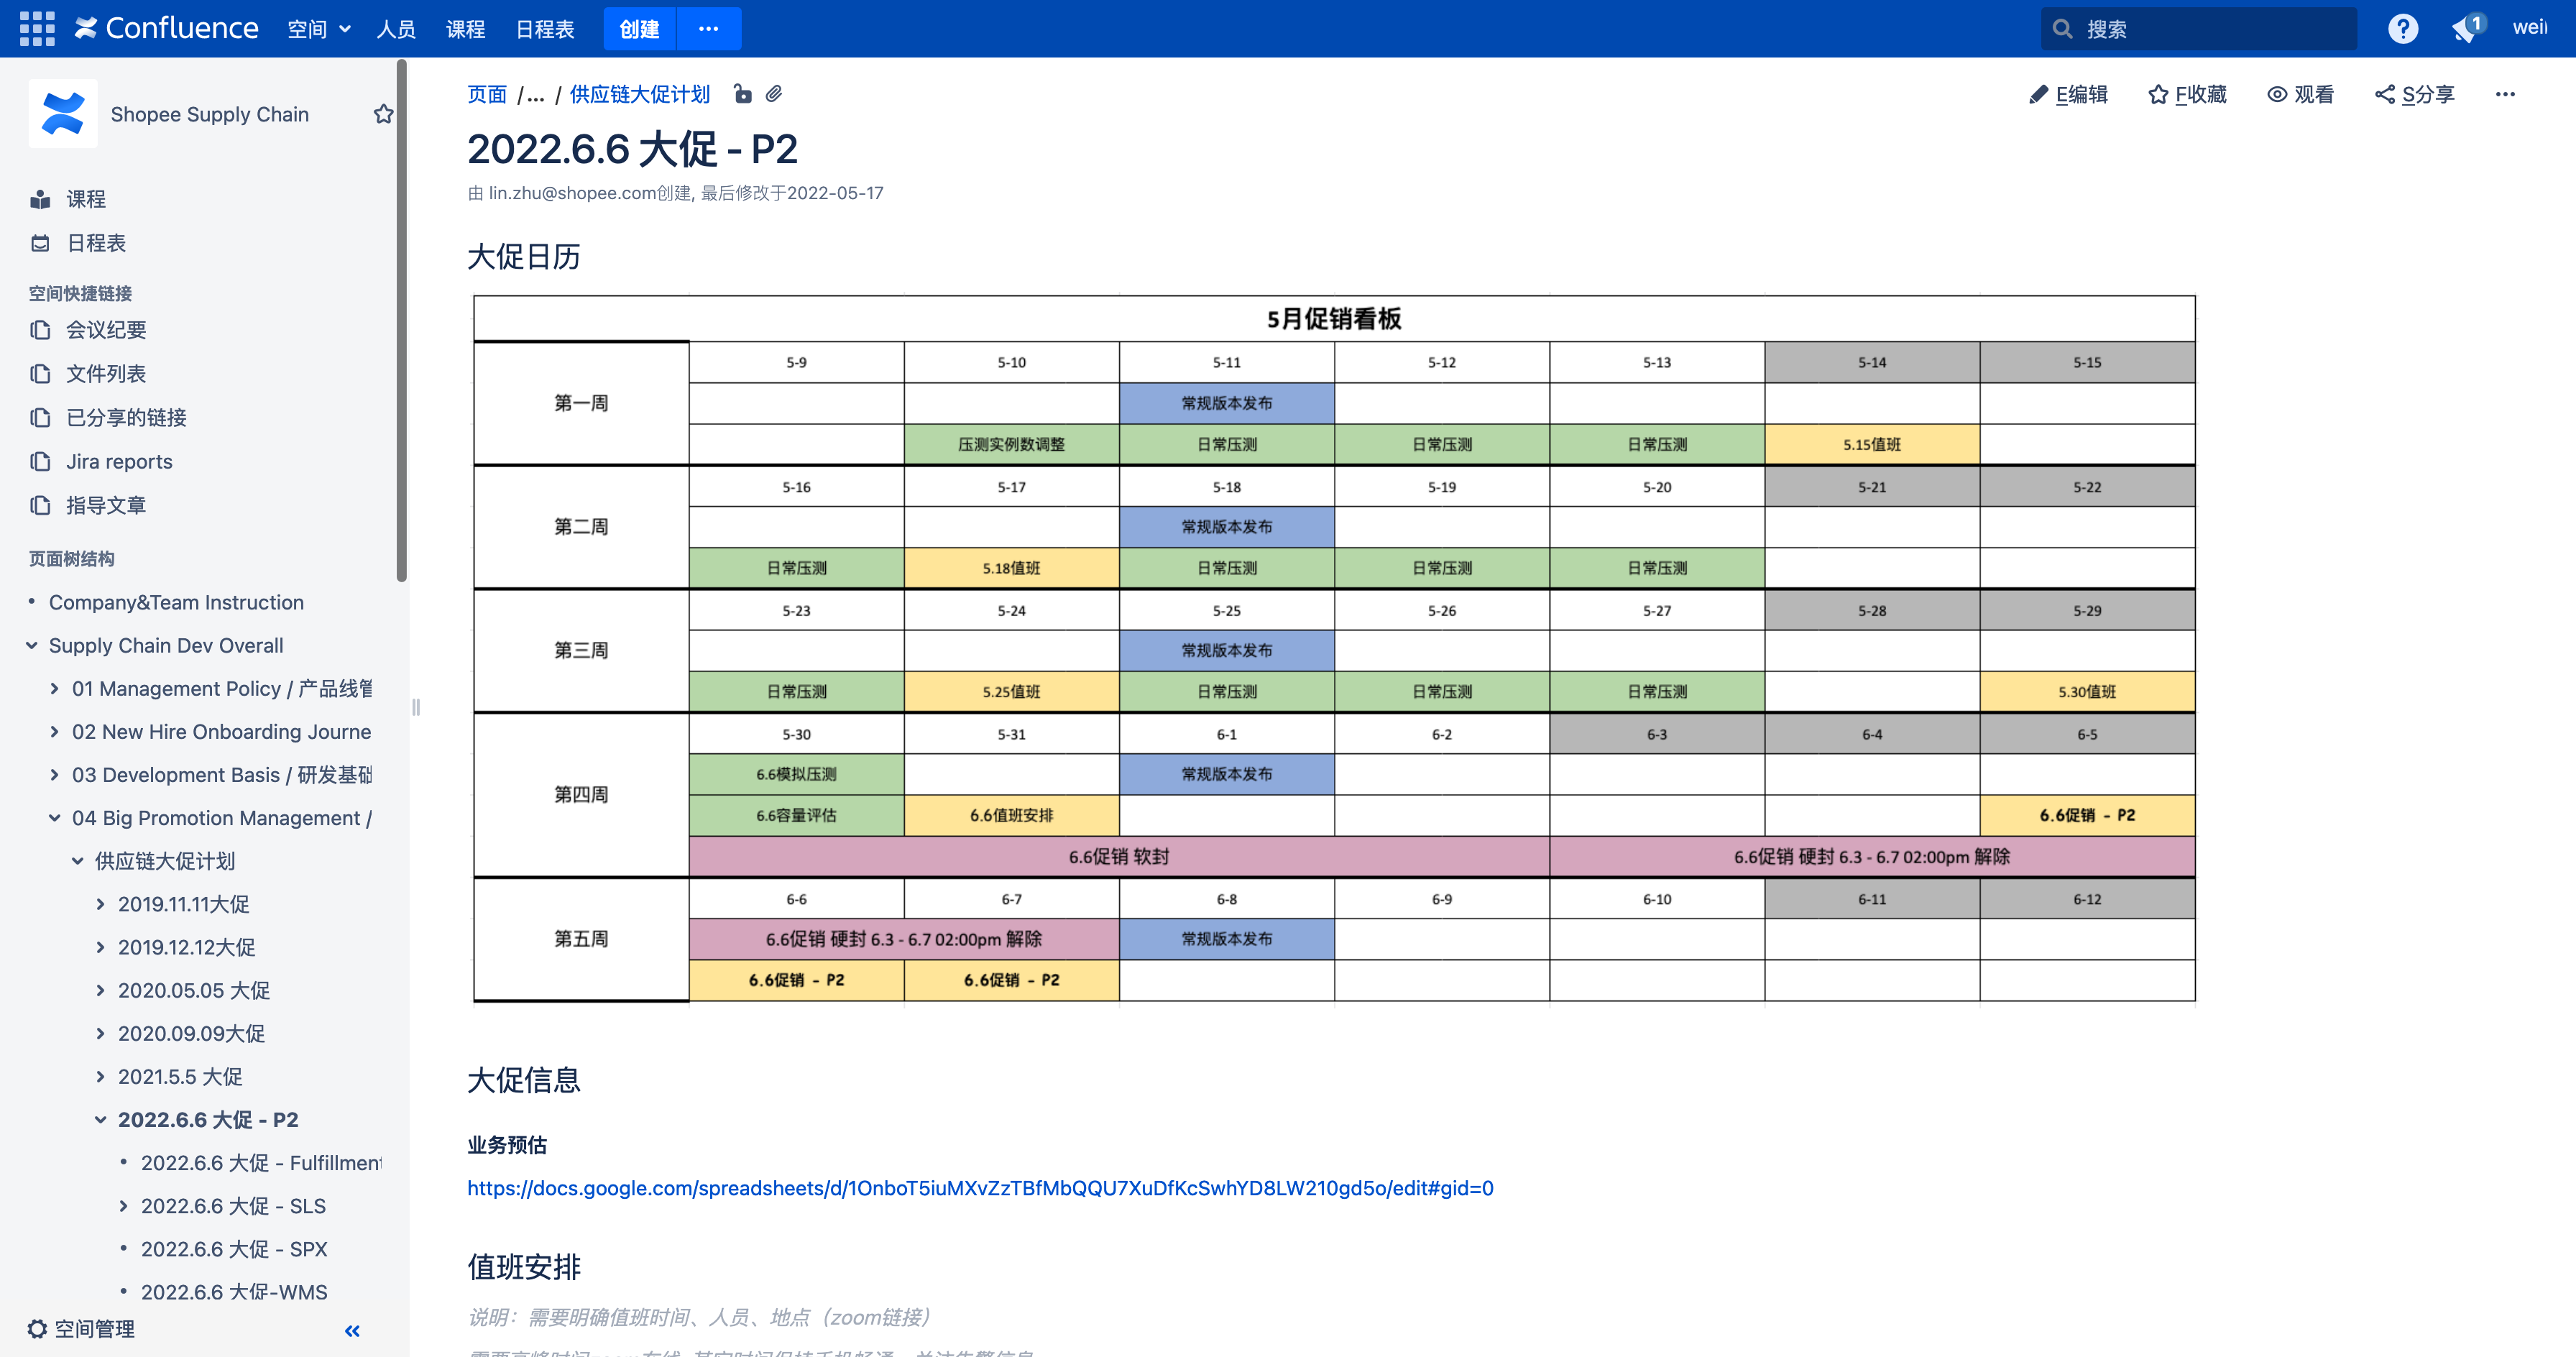 Confluence 空间 人员 课程 日程表 创建 ··· 搜索 1
Shopee Supply Chain
课程
日程表
空间快捷链接
会议纪要
文件列表
已分享的链接
Jira reports
指导文章
页面树结构
Company&Team Instruction
Supply Chain Dev Overall
01 Management Policy / 产品线管
02 New Hire Onboarding Journe
03 Development Basis / 研发基础
04 Big Promotion Management /
供应链大促计划
2019.11.11大促
2019.12.12大促
2020.05.05 大促
2020.09.09大促
2021.5.5 大促
2022.6.6 大促 - P2
2022.6.6 大促 - Fulfillment
2022.6.6 大促 - SLS
2022.6.6 大促 - SPX
2022.6.6 大促-WMS
空间管理
页面 /... / 供应链大促计划
E编辑 F收藏 观看 S分享 ···
2022.6.6 大促 - P2
由 lin.zhu@shopee.com创建, 最后修改于2022-05-17
大促日历
5月促销看板
第一周
5-9 5-10 5-11 5-12 5-13 5-14 5-15
常规版本发布
压测实例数调整 日常压测 日常压测 日常压测 5.15值班
第二周
5-16 5-17 5-18 5-19 5-20 5-21 5-22
常规版本发布
日常压测 5.18值班 日常压测 日常压测 日常压测
第三周
5-23 5-24 5-25 5-26 5-27 5-28 5-29
常规版本发布
日常压测 5.25值班 日常压测 日常压测 日常压测 5.30值班
第四周
5-30 5-31 6-1 6-2 6-3 6-4 6-5
6.6模拟压测 常规版本发布
6.6容量评估 6.6值班安排 6.6促销 - P2
6.6促销 软封 6.6促销 硬封 6.3 - 6.7 02:00pm 解除
第五周
6-6 6-7 6-8 6-9 6-10 6-11 6-12
6.6促销 硬封 6.3 - 6.7 02:00pm 解除 常规版本发布
6.6促销 - P2 6.6促销 - P2
大促信息
业务预估
https://docs.google.com/spreadsheets/d/1OnboT5iuMXvZzTBfMbQQU7XuDfKcSwhYD8LW210gd5o/edit#gid=0
值班安排
说明：需要明确值班时间、人员、地点（zoom链接）